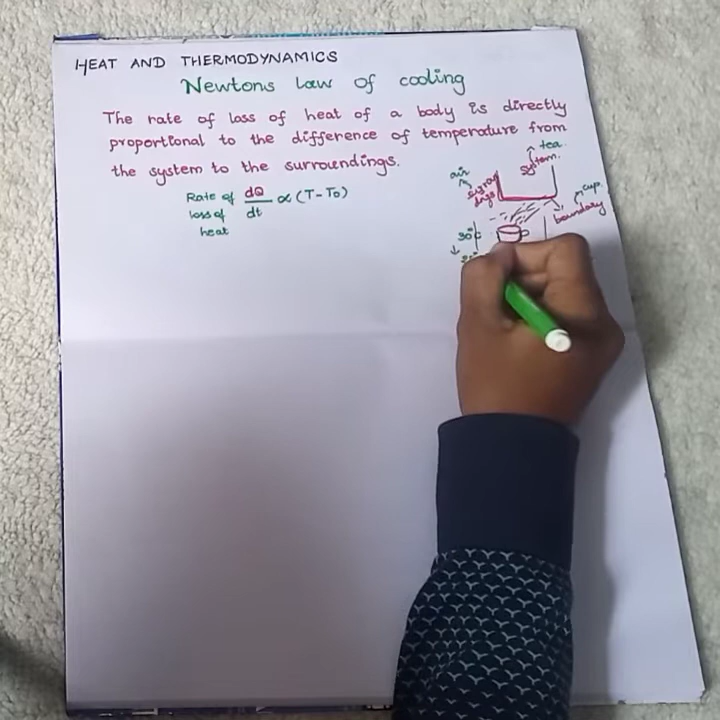 HEAT AND THERMODYNAMICS
Newtons law of cooling
The rate of loss of heat of a body is directly
proportional to the difference of temperature from
the system to the surroundings.
Rate of dQ/dt ∝ (T-T0)
loss of
heat
tea
system.
air
cup.
boundary
30°c